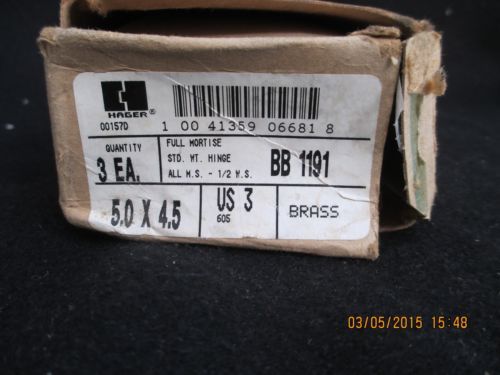 HAGER®
00157D
1 00 41359 06681 8
QUANTITY
3 EA.
FULL MORTISE
STD. WT. HINGE
ALL M.S. - 1/2 W.S.
BB 1191
5.0 X 4.5
US 3
605
BRASS
03/05/2015 15:48